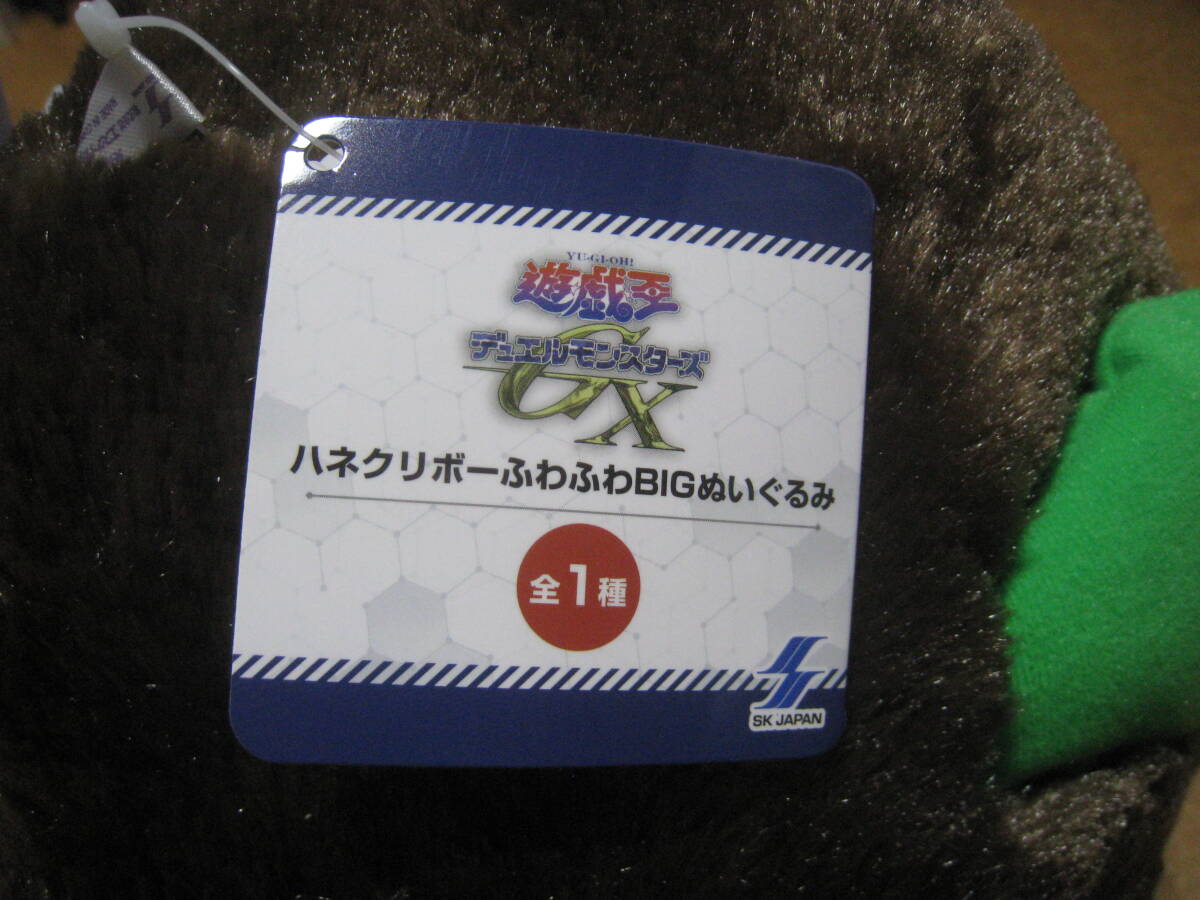 YU-GI-OH!
遊戯王
デュエルモンスターズ
GX
ハネクリボーふわふわBIGぬいぐるみ
全1種
SK JAPAN